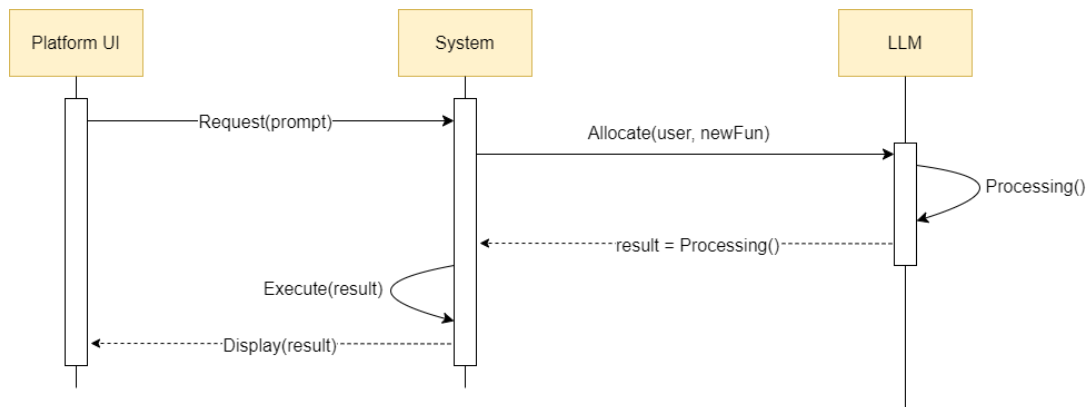 Platform UI
System
LLM
Request(prompt)
Allocate(user, newFun)
Processing()
result = Processing()
Execute(result)
Display(result)